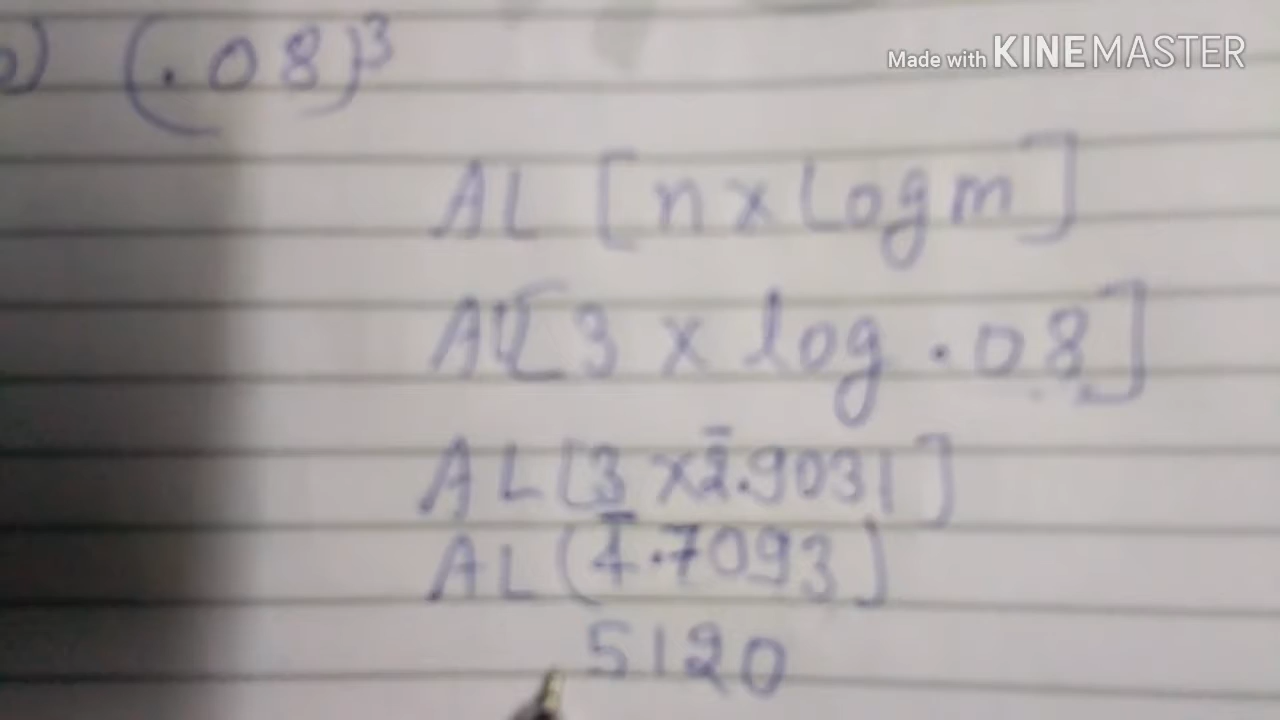 (.08)³
Made with KINEMASTER
AL [n x Log m]
AL[3 x log .08]
AL[3 x 2̄.9031]
AL(4̄.7093]
5120